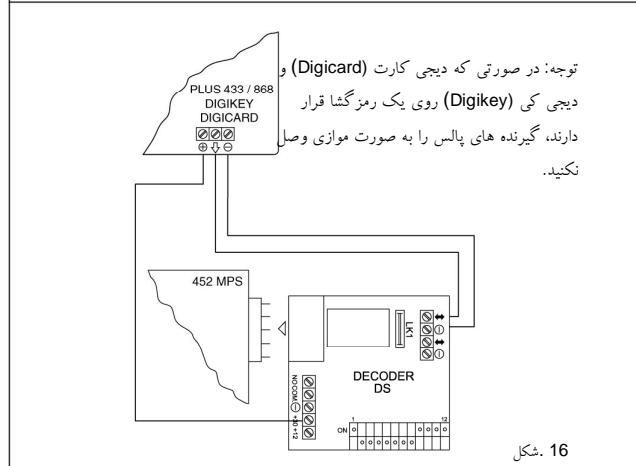 توجه: در صورتی که دیجی کارت (Digicard) و
دیجی کی (Digikey) روی یک رمزگشا قرار
دارند، گیرنده های پالس را به صورت موازی وصل
نکنید.
PLUS 433 / 868
DIGIKEY
DIGICARD
452 MPS
LK1
DECODER
DS
NO COM +30 +12
1 12
ON
16 .شکل